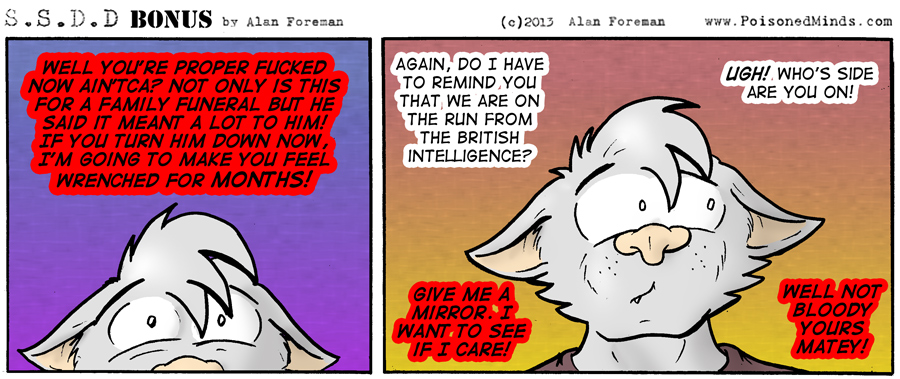 S.S.D.D BONUS by Alan Foreman (c)2013 Alan Foreman www.PoisonedMinds.com
WELL YOU'RE PROPER FUCKED
NOW AIN'TCA? NOT ONLY IS THIS
FOR A FAMILY FUNERAL BUT HE
SAID IT MEANT A LOT TO HIM!
IF YOU TURN HIM DOWN NOW,
I'M GOING TO MAKE YOU FEEL
WRENCHED FOR MONTHS!
AGAIN, DO I HAVE
TO REMIND YOU
THAT WE ARE ON
THE RUN FROM
THE BRITISH
INTELLIGENCE?
UGH! WHO'S SIDE
ARE YOU ON!
GIVE ME A
MIRROR. I
WANT TO SEE
IF I CARE!
WELL NOT
BLOODY
YOURS
MATEY!